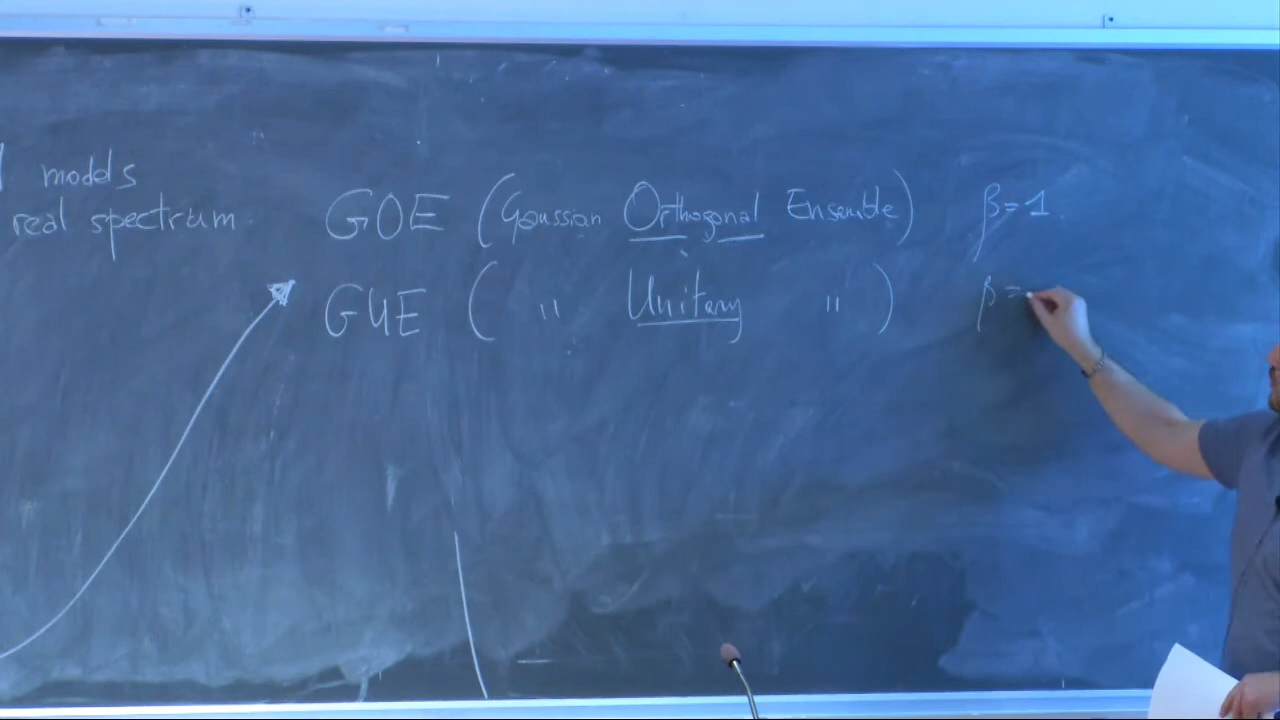 models
real spectrum
GOE (Gaussian Orthogonal Ensemble) β=1.
GUE ( " Unitary " ) β=